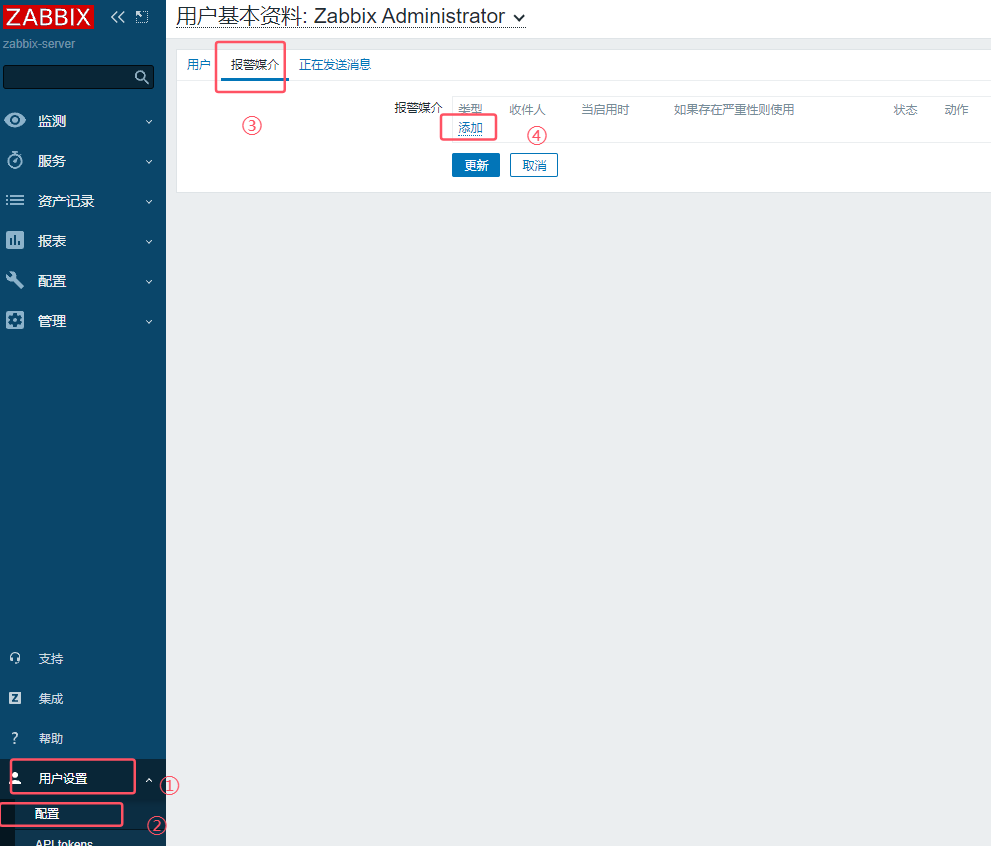 ZABBIX
zabbix-server
监测
服务
资产记录
报表
配置
管理
支持
集成
帮助
用户设置
①
配置
②
API tokens
用户基本资料: Zabbix Administrator
用户 报警媒介 正在发送消息
③
报警媒介 类型 收件人 当启用时 如果存在严重性则使用 状态 动作
添加
④
更新 取消